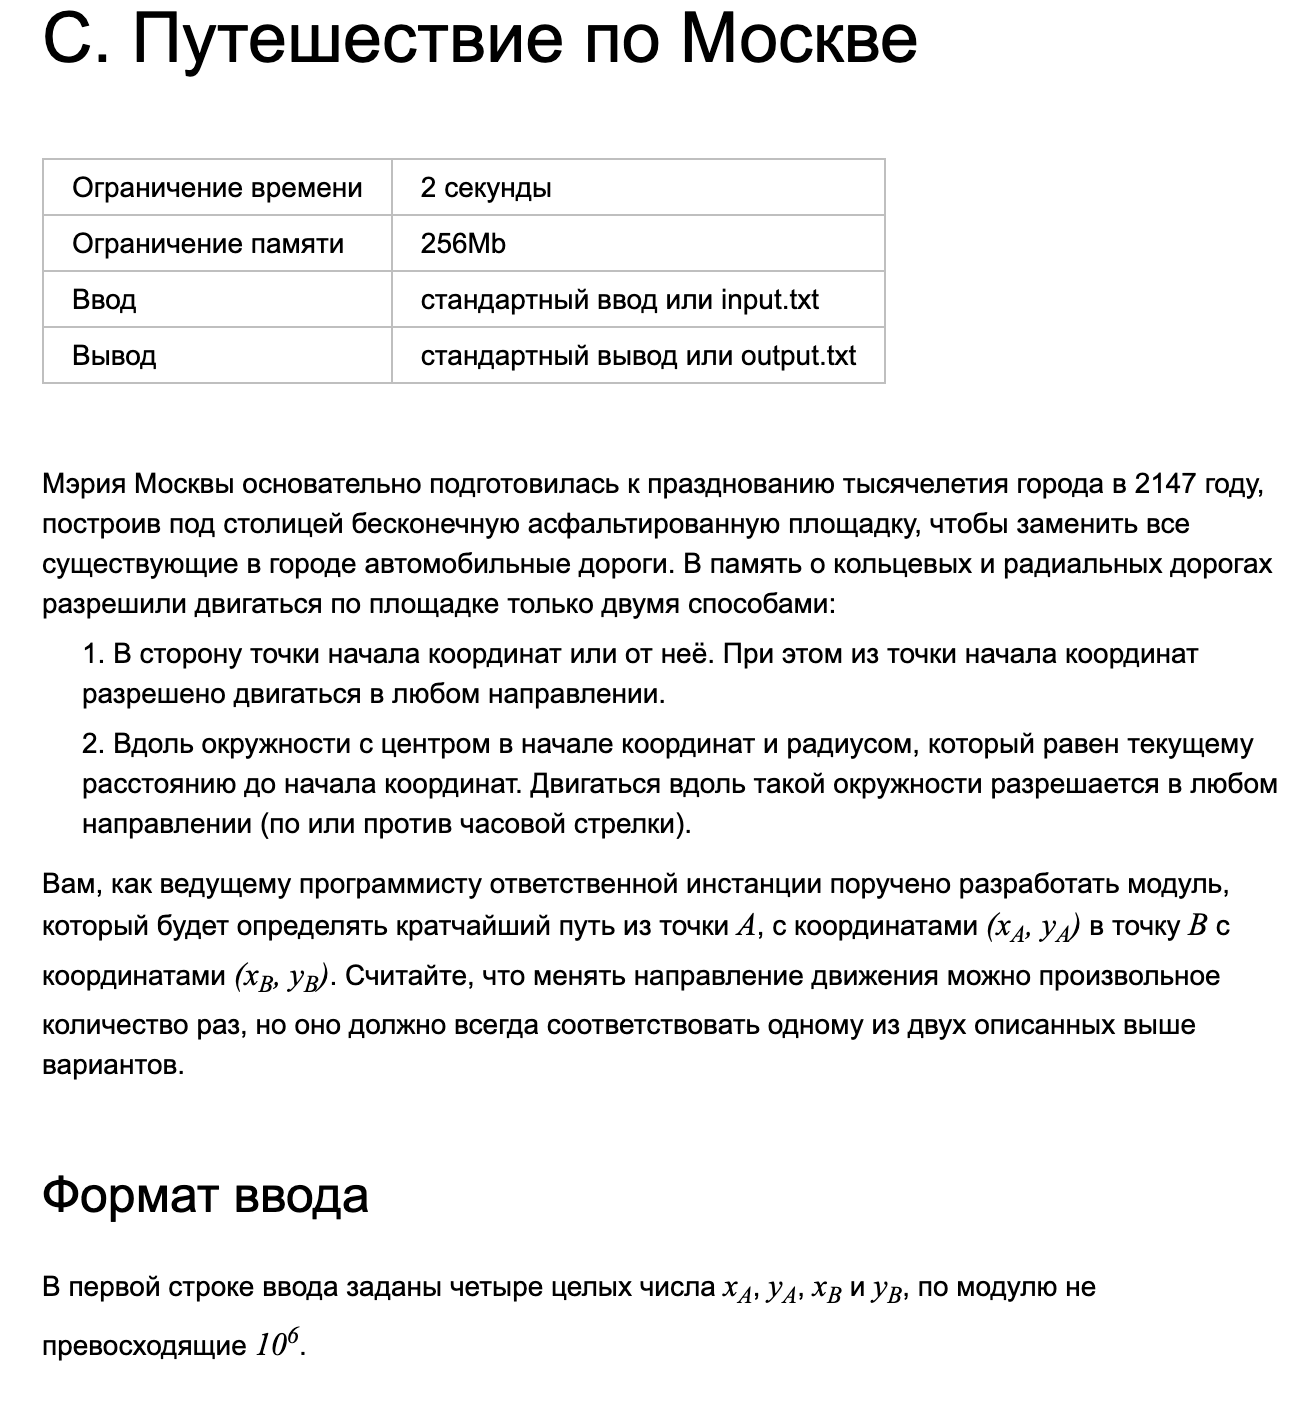 C. Путешествие по Москве
Ограничение времени 2 секунды
Ограничение памяти 256Mb
Ввод стандартный ввод или input.txt
Вывод стандартный вывод или output.txt
Мэрия Москвы основательно подготовилась к празднованию тысячелетия города в 2147 году,
построив под столицей бесконечную асфальтированную площадку, чтобы заменить все
существующие в городе автомобильные дороги. В память о кольцевых и радиальных дорогах
разрешили двигаться по площадке только двумя способами:
1. В сторону точки начала координат или от неё. При этом из точки начала координат
разрешено двигаться в любом направлении.
2. Вдоль окружности с центром в начале координат и радиусом, который равен текущему
расстоянию до начала координат. Двигаться вдоль такой окружности разрешается в любом
направлении (по или против часовой стрелки).
Вам, как ведущему программисту ответственной инстанции поручено разработать модуль,
который будет определять кратчайший путь из точки A, с координатами (x_A, y_A) в точку B с
координатами (x_B, y_B). Считайте, что менять направление движения можно произвольное
количество раз, но оно должно всегда соответствовать одному из двух описанных выше
вариантов.
Формат ввода
В первой строке ввода заданы четыре целых числа x_A, y_A, x_B и y_B, по модулю не
превосходящие 10^6.